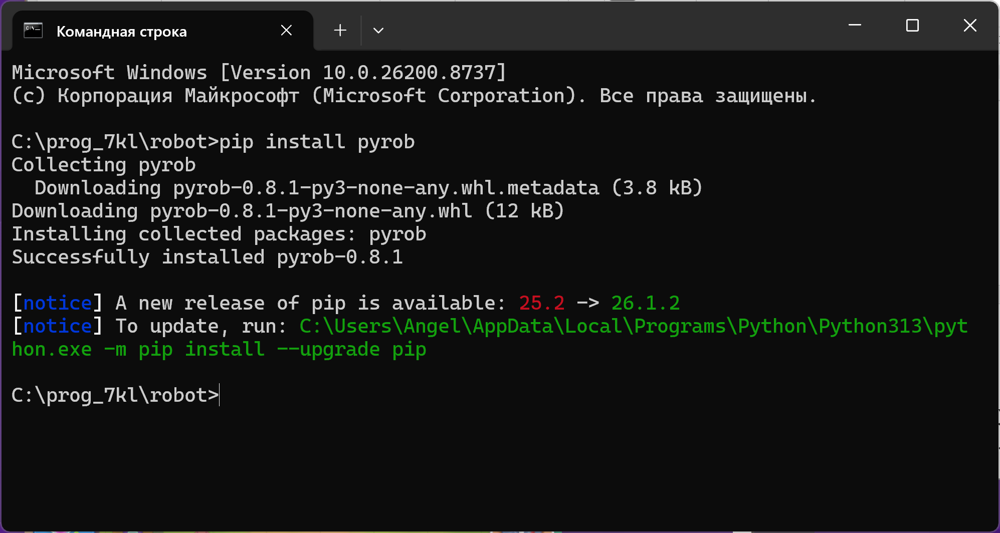 Командная строка
Microsoft Windows [Version 10.0.26200.8737]
(c) Корпорация Майкрософт (Microsoft Corporation). Все права защищены.
C:\prog_7kl\robot>pip install pyrob
Collecting pyrob
  Downloading pyrob-0.8.1-py3-none-any.whl.metadata (3.8 kB)
Downloading pyrob-0.8.1-py3-none-any.whl (12 kB)
Installing collected packages: pyrob
Successfully installed pyrob-0.8.1
[notice] A new release of pip is available: 25.2 -> 26.1.2
[notice] To update, run: C:\Users\Angel\AppData\Local\Programs\Python\Python313\pyt
hon.exe -m pip install --upgrade pip
C:\prog_7kl\robot>